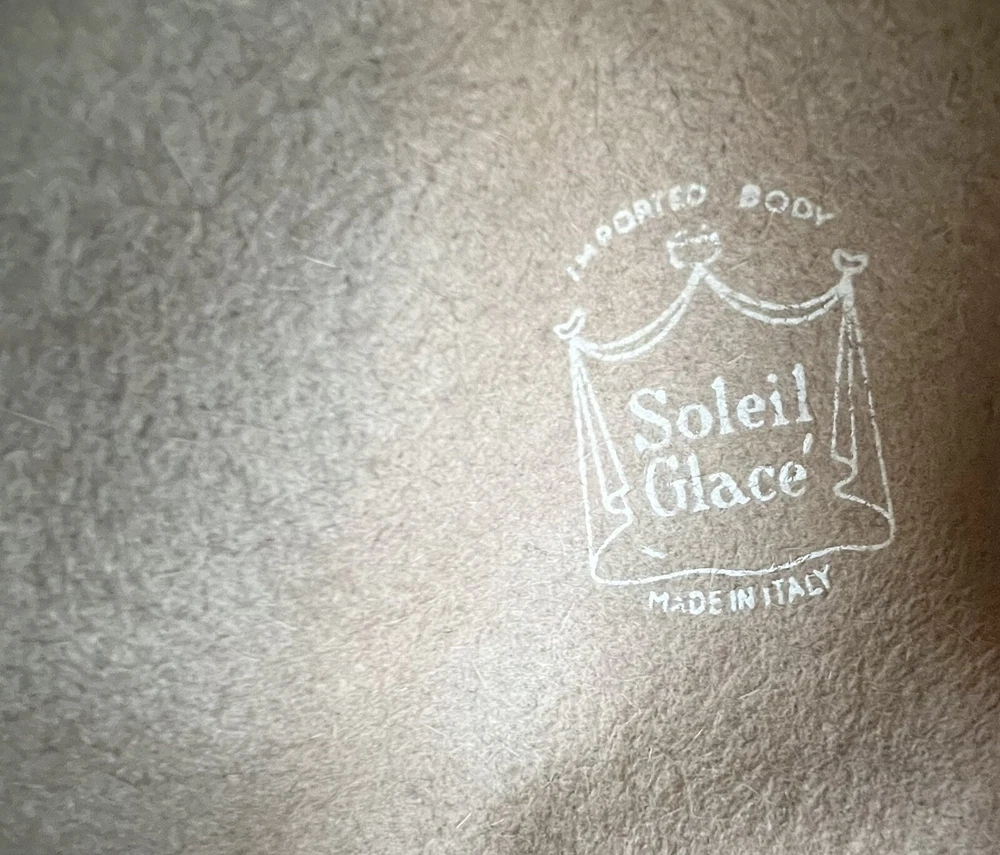 IMPORTED BODY
Soleil
Glacé
MADE IN ITALY